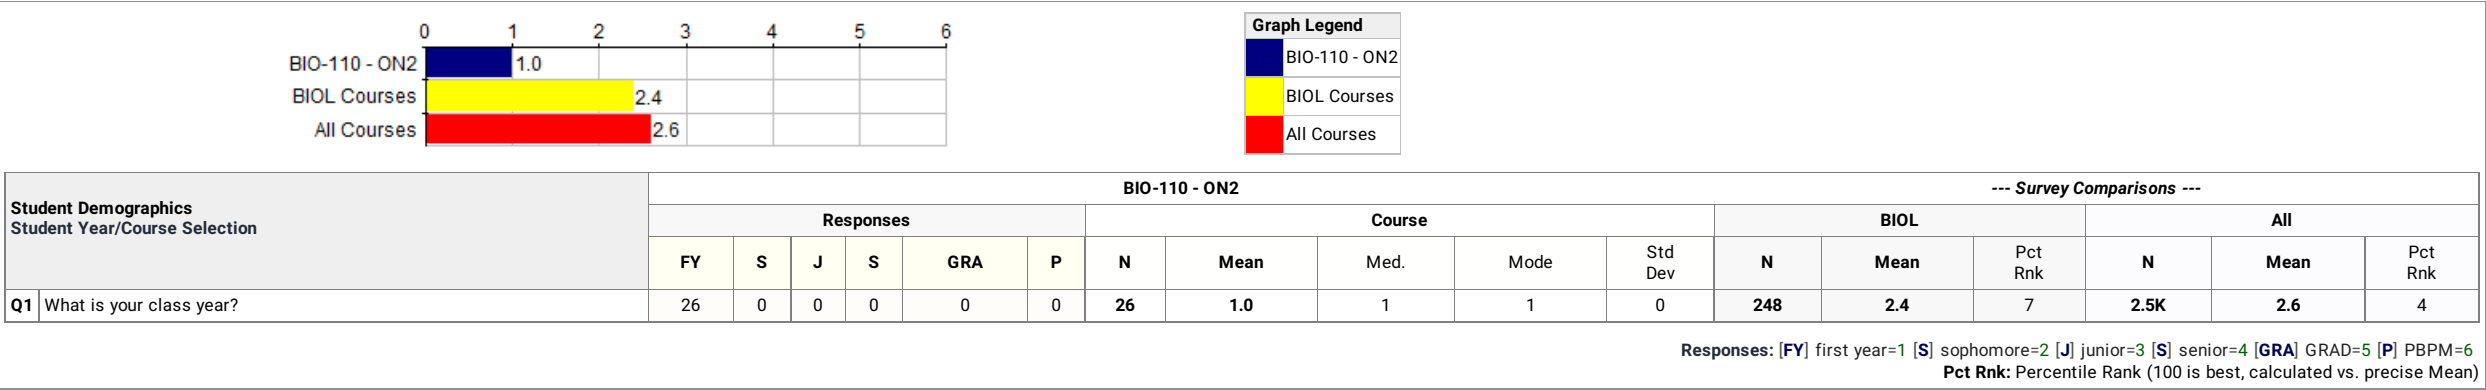 0 1 2 3 4 5 6
BIO-110 - ON2 1.0
BIOL Courses 2.4
All Courses 2.6
Graph Legend
BIO-110 - ON2
BIOL Courses
All Courses
Student Demographics
Student Year/Course Selection
BIO-110 - ON2 --- Survey Comparisons ---
Responses Course BIOL All
FY S J S GRA P N Mean Med. Mode Std Dev N Mean Pct Rnk N Mean Pct Rnk
Q1 What is your class year? 26 0 0 0 0 0 26 1.0 1 1 0 248 2.4 7 2.5K 2.6 4
Responses: [FY] first year=1 [S] sophomore=2 [J] junior=3 [S] senior=4 [GRA] GRAD=5 [P] PBPM=6
Pct Rnk: Percentile Rank (100 is best, calculated vs. precise Mean)